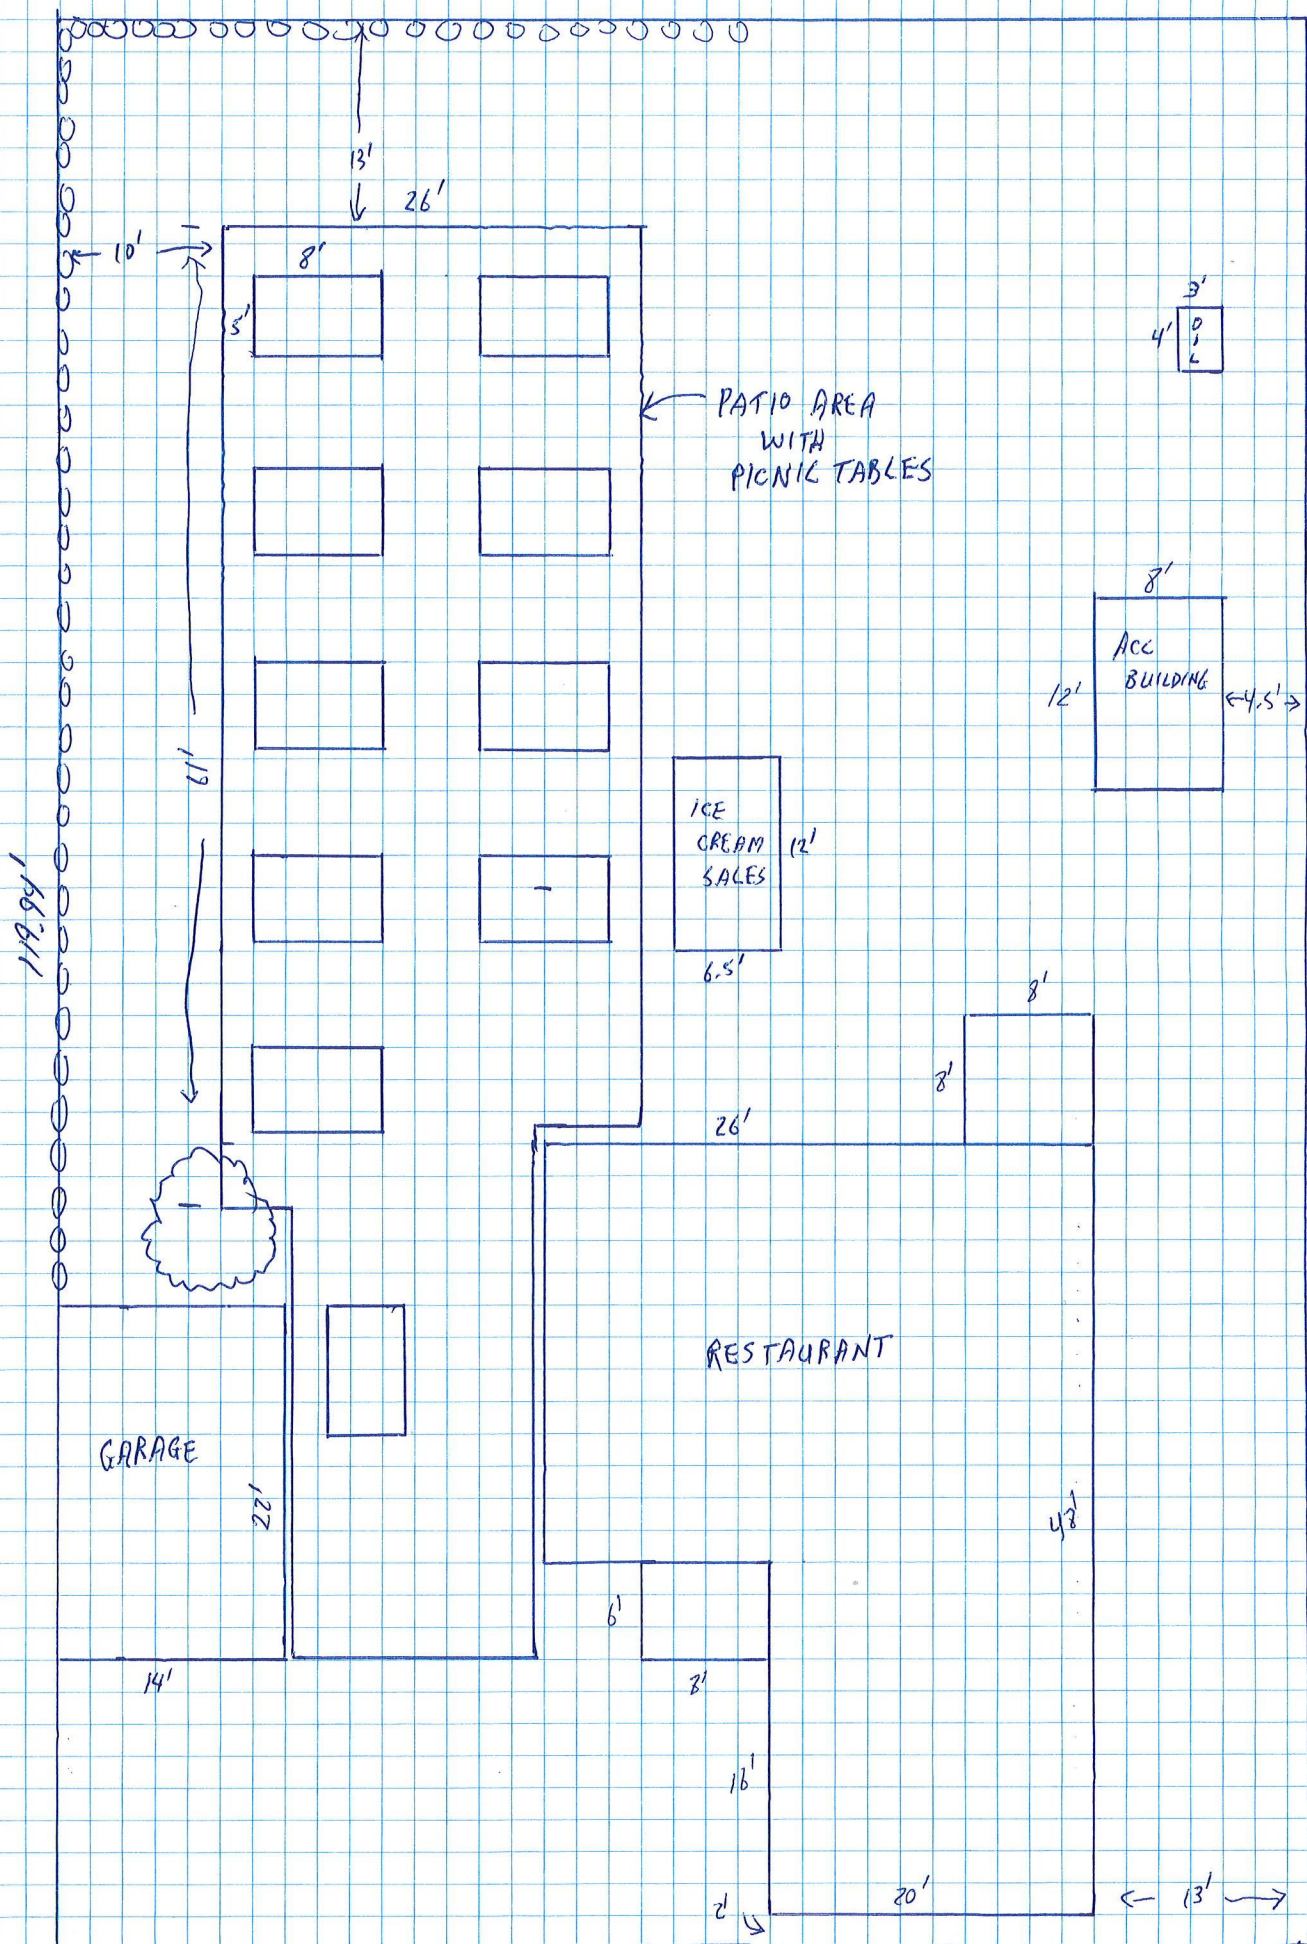 13'
26'
10'
8'
5'
3'
4'
OIL
PATIO AREA
WITH
PICNIC TABLES
8'
ACC
BUILDING
12'
4.5'
61'
ICE
CREAM
SALES
12'
6.5'
119.94'
8'
8'
26'
RESTAURANT
GARAGE
22'
48'
6'
8'
14'
16'
20'
13'
2'